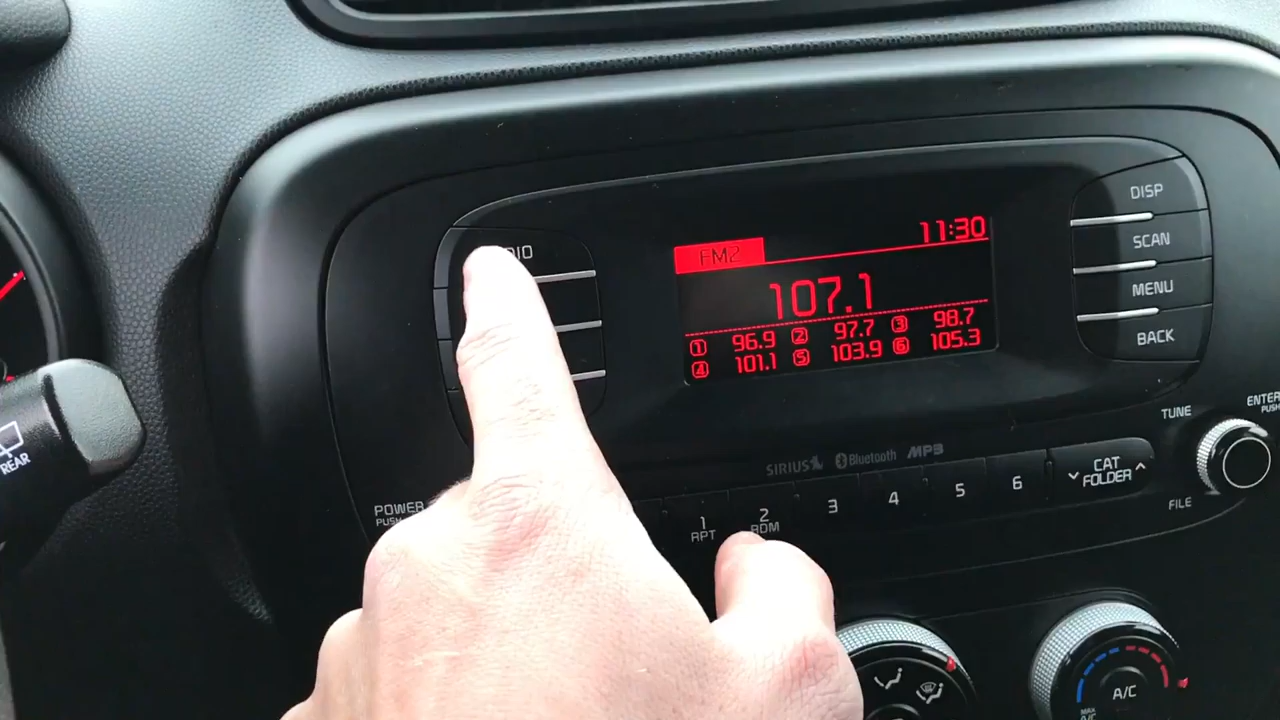 DISP
11:30
FM2
SCAN
107.1
MENU
1 96.9 2 97.7 3 98.7
BACK
4 101.1 5 103.9 6 105.3
TUNE
ENTER
PUSH
REAR
SIRIUS Bluetooth MP3
CAT
FOLDER
POWER
PUSH
1 2 3 4 5 6
RPT RDM
FILE
A/C
MAX
A/C